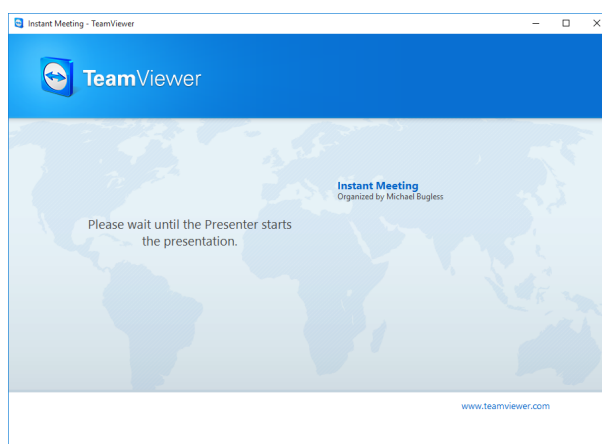 Instant Meeting - TeamViewer
TeamViewer
Instant Meeting
Organized by Michael Bugless
Please wait until the Presenter starts
the presentation.
www.teamviewer.com